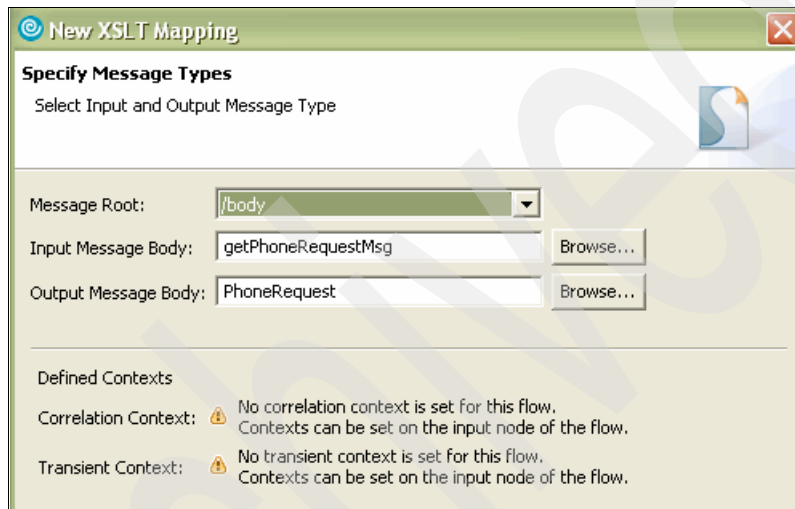 New XSLT Mapping
Specify Message Types
Select Input and Output Message Type
Message Root: /body
Input Message Body: getPhoneRequestMsg Browse...
Output Message Body: PhoneRequest Browse...
Defined Contexts
Correlation Context: No correlation context is set for this flow.
Contexts can be set on the input node of the flow.
Transient Context: No transient context is set for this flow.
Contexts can be set on the input node of the flow.